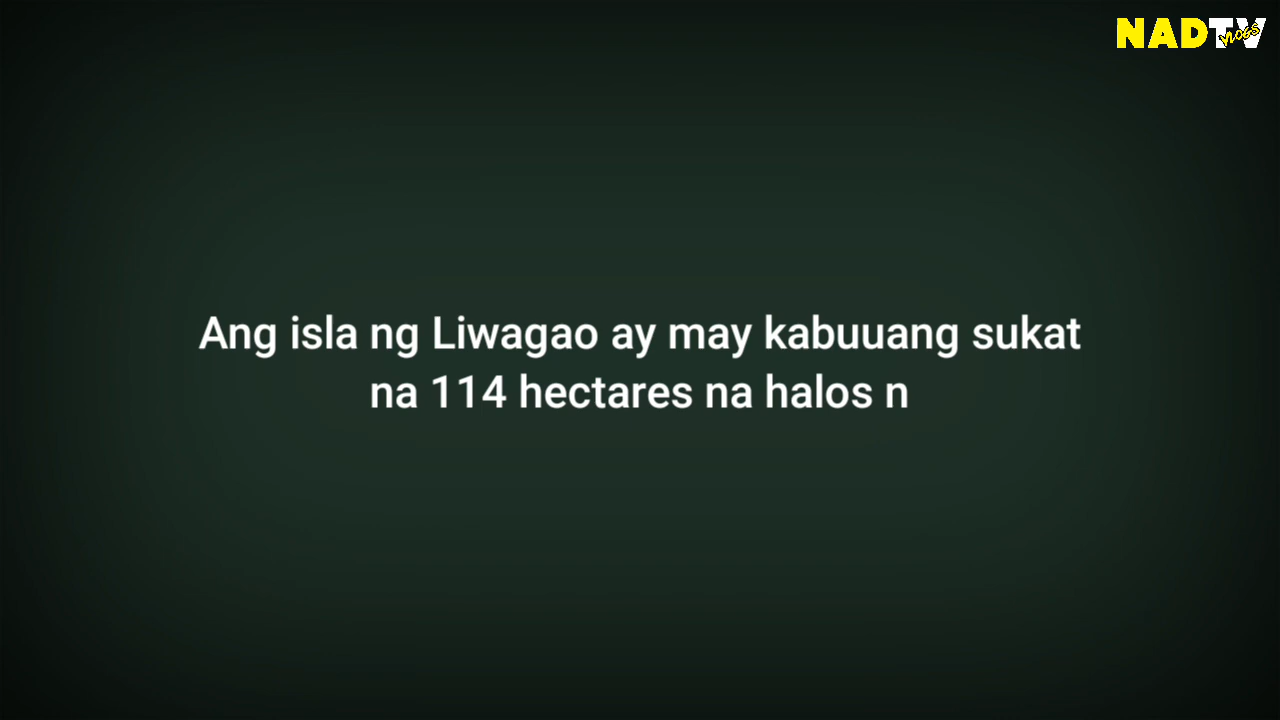 NADTV
VLOGS
Ang isla ng Liwagao ay may kabuuang sukat
na 114 hectares na halos n